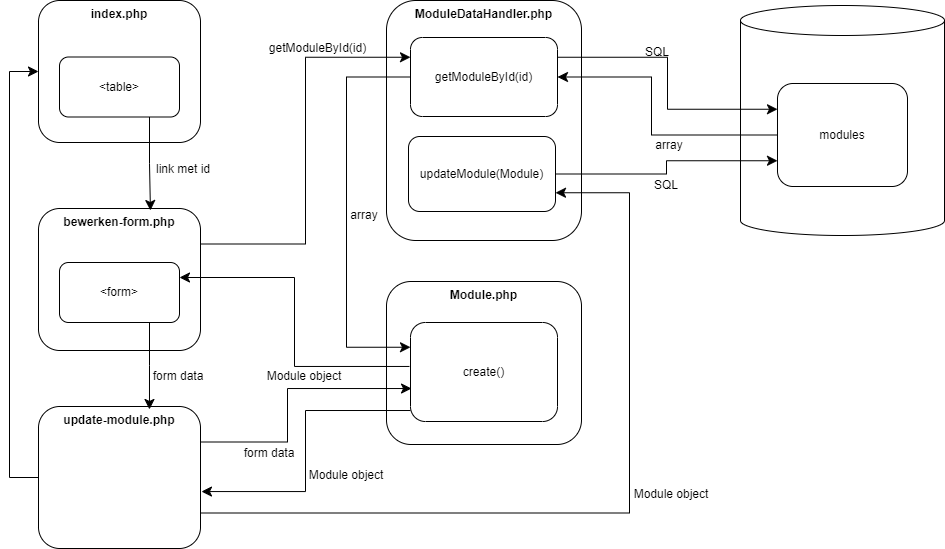 index.php
<table>
link met id
bewerken-form.php
<form>
form data
update-module.php
getModuleById(id)
ModuleDataHandler.php
getModuleById(id)
updateModule(Module)
SQL
array
SQL
modules
array
Module.php
create()
Module object
form data
Module object
Module object